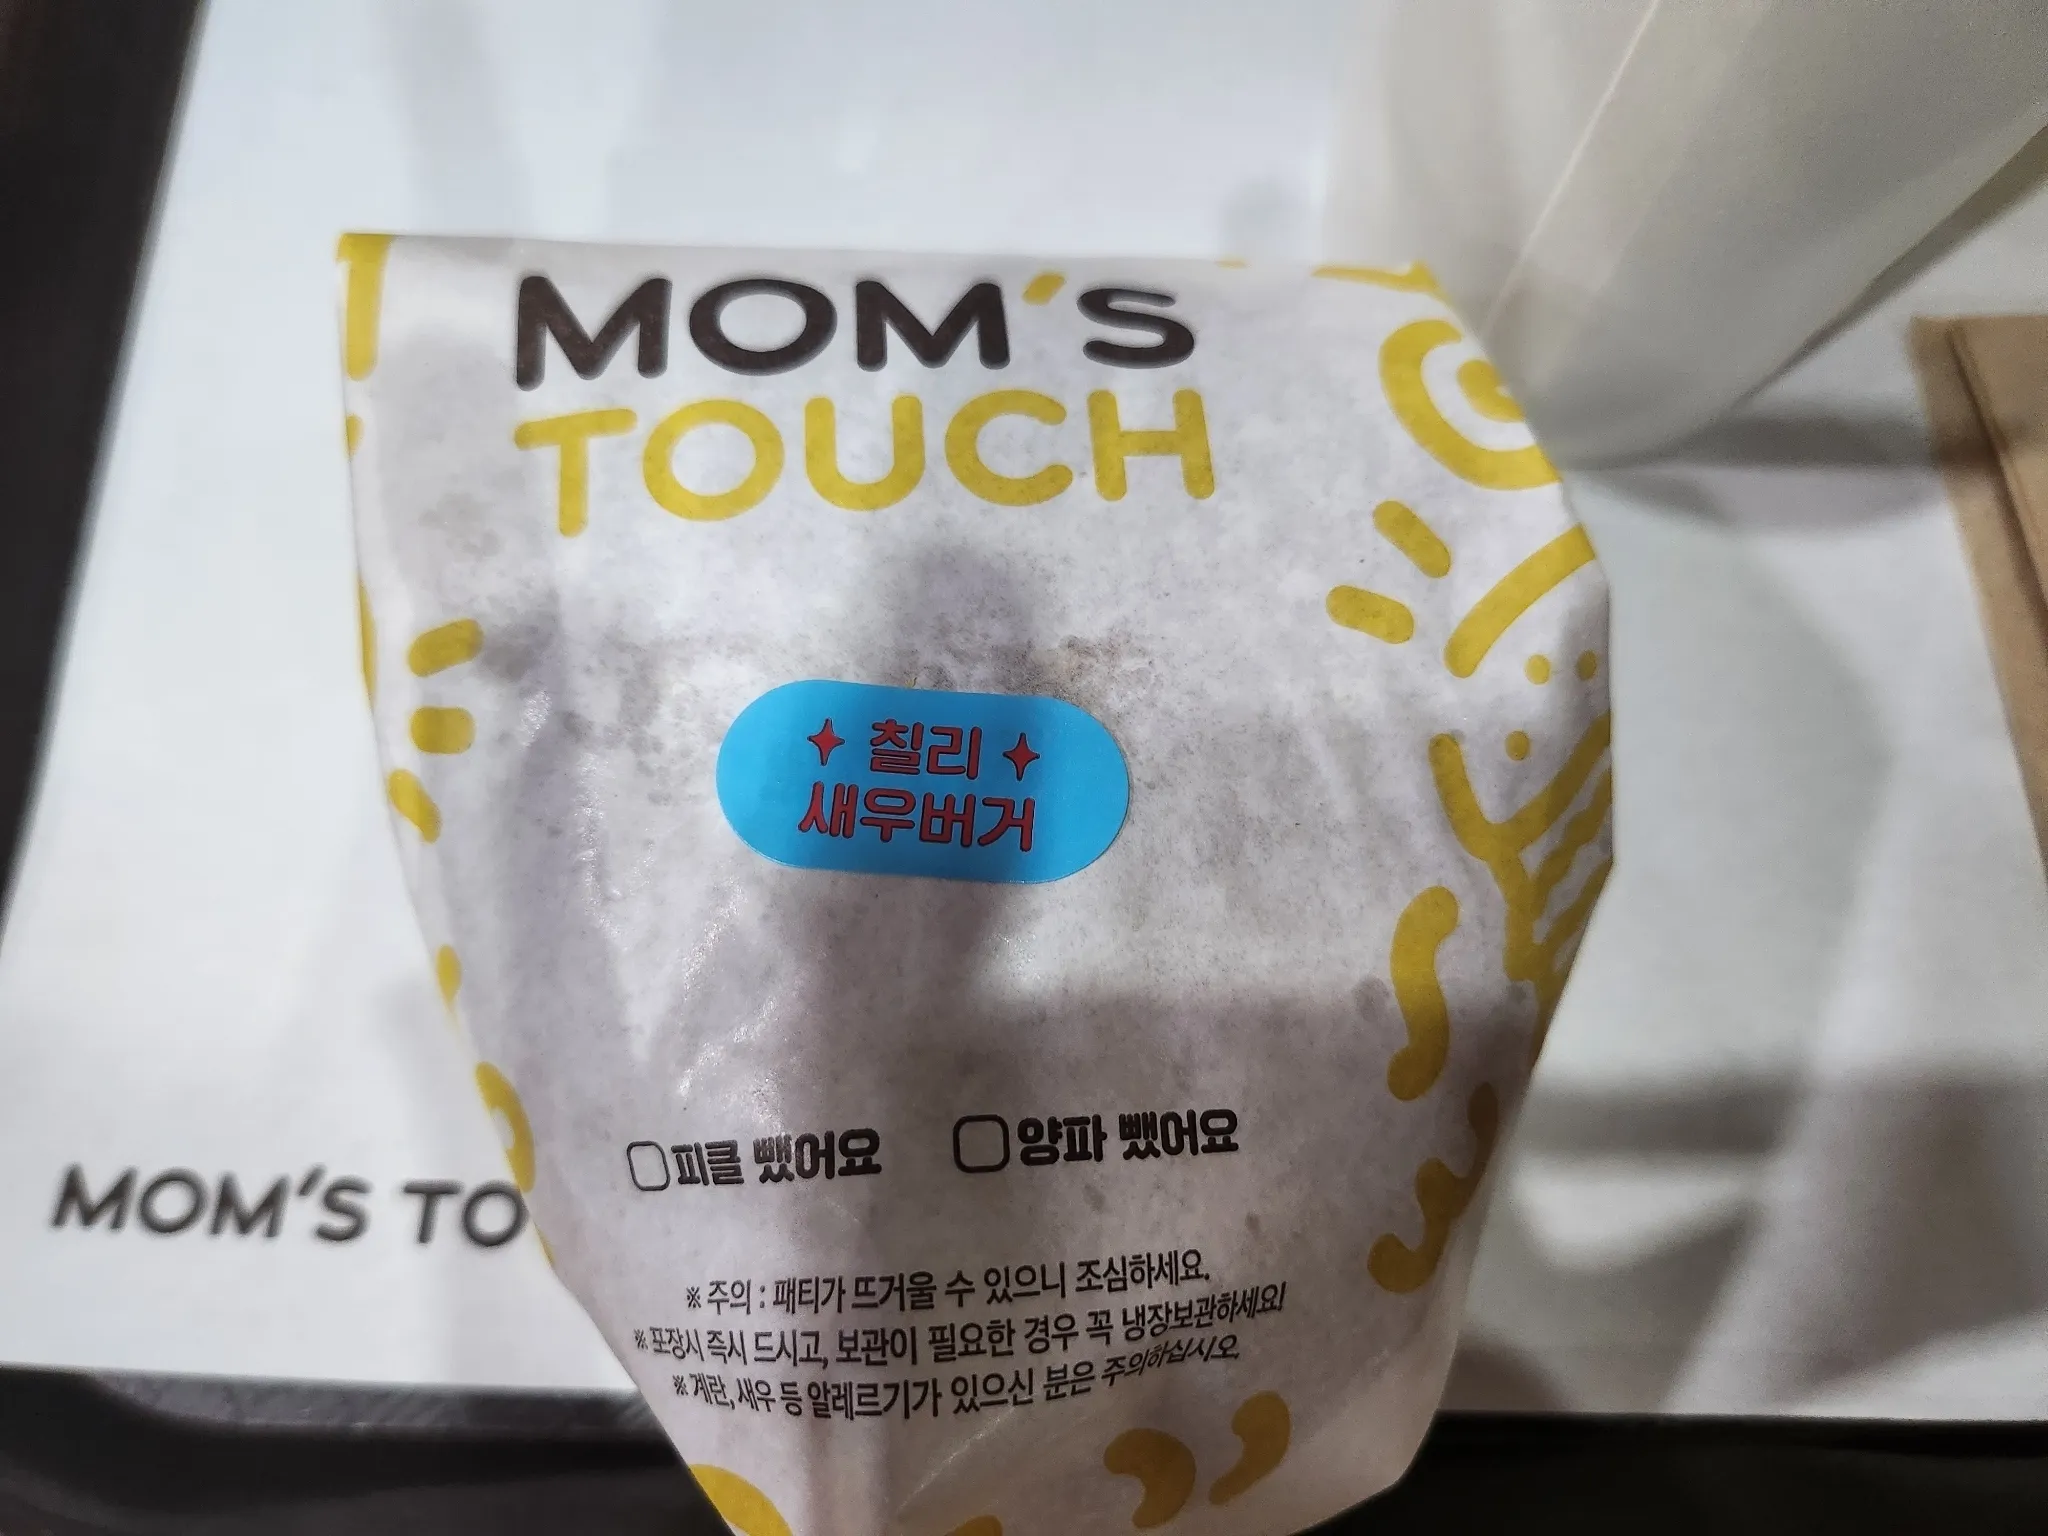 MOM'S
TOUCH
칠리
새우버거
피클 뺐어요 양파 뺐어요
※ 주의 : 패티가 뜨거울 수 있으니 조심하세요.
※ 포장시 즉시 드시고, 보관이 필요한 경우 꼭 냉장보관하세요!
※ 계란, 새우 등 알레르기가 있으신 분은 주의하십시오.
MOM'S TO